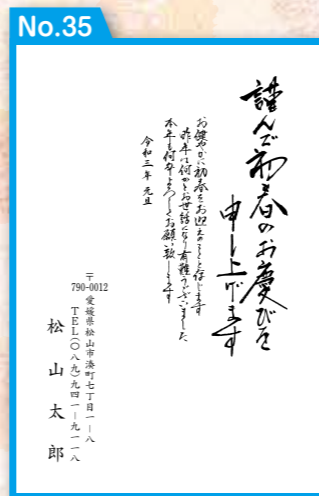 No.35
謹んで初春のお慶びを
申し上げます
お健やかに初春をお迎えのことと存じます
昨年は何かとお世話になり有難うございました
本年も何卒よろしくお願い致します
令和三年 元旦
〒790-0012
愛媛県松山市湊町七丁目一ー八
TEL(〇八九)九四一ー九一一八
松山太郎